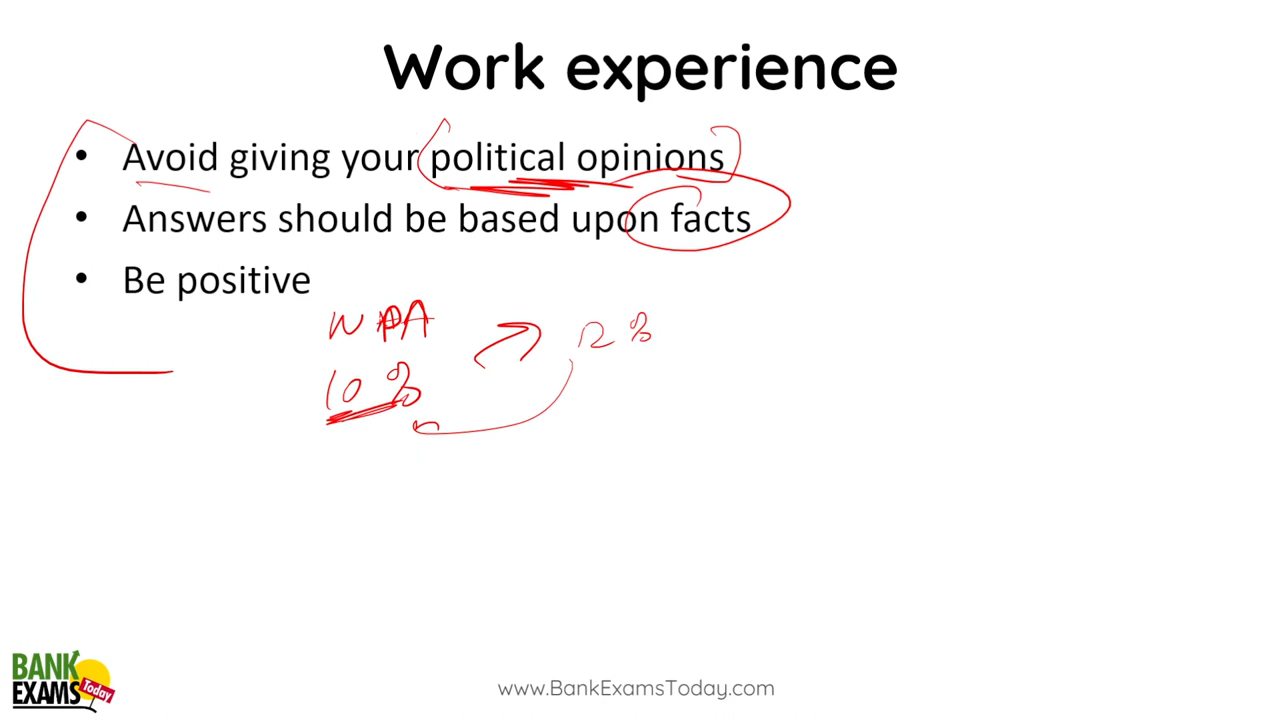 Work experience
• Avoid giving your political opinions
• Answers should be based upon facts
• Be positive
NPA
12%
10%
BANK
EXAMS
Today
www.BankExamsToday.com